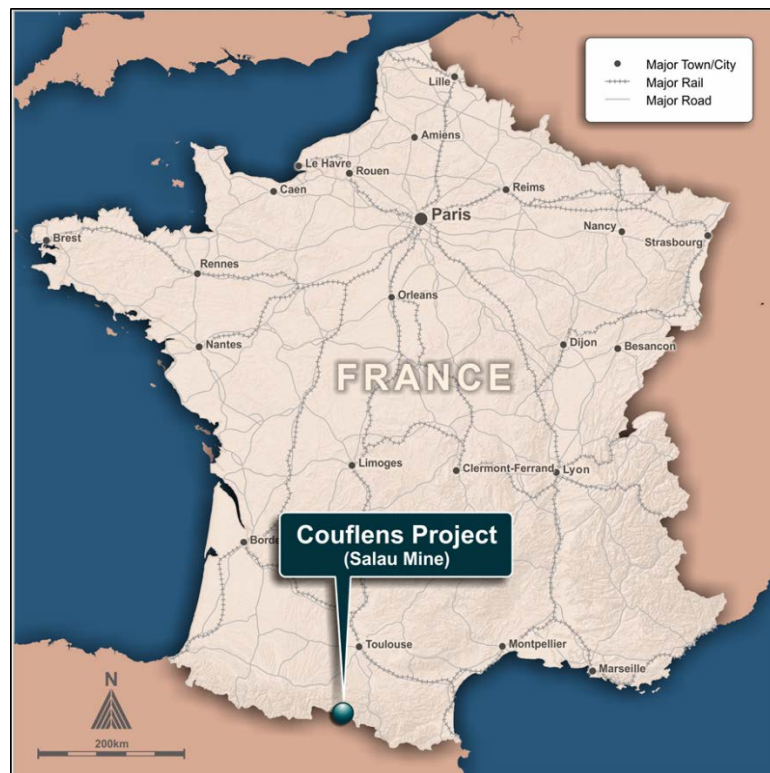 Major Town/City
Major Rail
Major Road
Lille
Amiens
Le Havre
Rouen
Reims
Caen
Paris
Nancy
Strasbourg
Brest
Rennes
Orleans
Nantes
Dijon
Besancon
FRANCE
Limoges
Clermont-Ferrand
Lyon
Couflens Project
(Salau Mine)
Borde
Toulouse
Montpellier
Marseille
N
200km